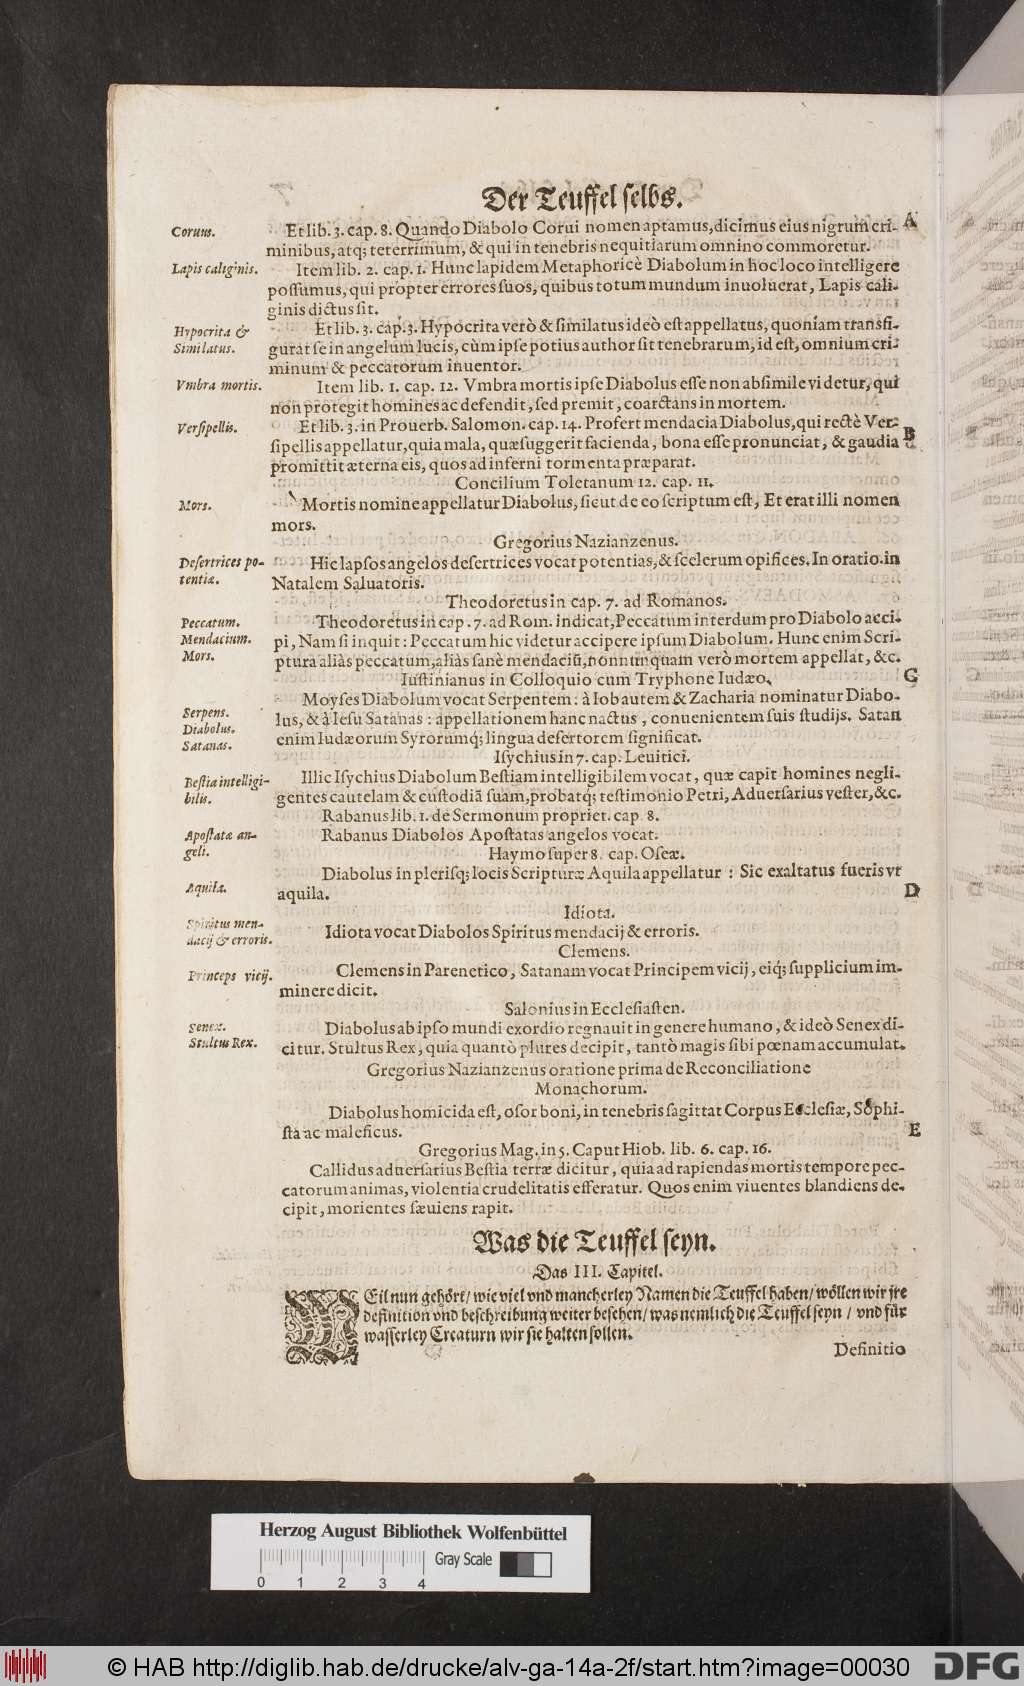 Der Teuffel selbs.
A
Coruus.
Et lib. 3. cap. 8. Quando Diabolo Corui nomen aptamus, dicimus eius nigrum cri-
minibus, atq; teterrimum, & qui in tenebris nequitiarum omnino commoretur.
Lapis caliginis.
Item lib. 2. cap. 1. Hunc lapidem Metaphoricè Diabolum in hoc loco intelligere
possumus, qui propter errores suos, quibus totum mundum inuoluerat, Lapis cali-
ginis dictus sit.
Hypocrita &
Similatus.
Et lib. 3. cap. 3. Hypocrita verò & similatus ideò est appellatus, quoniam transfi-
gurat se in angelum lucis, cùm ipse potius author sit tenebrarum, id est, omnium cri-
minum & peccatorum inuentor.
Vmbra mortis.
Item lib. 1. cap. 12. Vmbra mortis ipse Diabolus esse non absimile videtur, qui
non protegit homines ac defendit, sed premit, coarctans in mortem.
Versipellis.
Et lib. 3. in Prouerb. Salomon. cap. 14. Profert mendacia Diabolus, qui rectè Ver-
B
sipellis appellatur, quia mala, quæ suggerit facienda, bona esse pronunciat, & gaudia
promittit æterna eis, quos ad inferni tormenta præparat.
Concilium Toletanum 12. cap. 11.
Mors.
Mortis nomine appellatur Diabolus, sicut de eo scriptum est, Et erat illi nomen
mors.
Gregorius Nazianzenus.
Desertrices po-
tentiæ.
Hic lapsos angelos desertrices vocat potentias, & scelerum opifices. In oratio. in
Natalem Saluatoris.
Theodoretus in cap. 7. ad Romanos.
Peccatum.
Mendacium.
Mors.
Theodoretus in cap. 7. ad Rom. indicat, Peccatum interdum pro Diabolo acci-
pi, Nam si inquit: Peccatum hic videtur accipere ipsum Diabolum. Hunc enim Scri-
ptura aliàs peccatum, aliàs sanè mendaciū, nonnunquam verò mortem appellat, &c.
C
Iustinianus in Colloquio cum Tryphone Iudæo.
Serpens.
Diabolus.
Satanas.
Moyses Diabolum vocat Serpentem: à Iob autem & Zacharia nominatur Diabo-
lus, & à Iesu Satanas: appellationem hanc nactus, conuenientem suis studijs. Satan
enim Iudæorum Syrorumq́; lingua desertorem significat.
Isychius in 7. cap. Leuitici.
Bestia intelligi-
bilis.
Illic Isychius Diabolum Bestiam intelligibilem vocat, quæ capit homines negli-
gentes cautelam & custodiā suam, probatq́; testimonio Petri, Aduersarius vester, &c.
Rabanus lib. 1. de Sermonum propriet. cap. 8.
Apostatæ an-
geli.
Rabanus Diabolos Apostatas angelos vocat.
Haymo super 8. cap. Oseæ.
Aquila.
Diabolus in plerisq; locis Scripturæ Aquila appellatur: Sic exaltatus fueris vt
D
aquila.
Idiota.
Spiritus men-
dacij & erroris.
Idiota vocat Diabolos Spiritus mendacij & erroris.
Clemens.
Princeps vicij.
Clemens in Parenetico, Satanam vocat Principem vicij, eiq́; supplicium im-
minere dicit.
Salonius in Ecclesiasten.
Senex.
Stultus Rex.
Diabolus ab ipso mundi exordio regnauit in genere humano, & ideò Senex di-
citur. Stultus Rex, quia quantò plures decipit, tantò magis sibi pœnam accumulat.
Gregorius Nazianzenus oratione prima de Reconciliatione
Monachorum.
Diabolus homicida est, osor boni, in tenebris sagittat Corpus Ecclesiæ, Sophi-
E
sta ac maleficus.
Gregorius Mag. in 5. Caput Hiob. lib. 6. cap. 16.
Callidus aduersarius Bestia terræ dicitur, quia ad rapiendas mortis tempore pec-
catorum animas, violentia crudelitatis efferatur. Quos enim viuentes blandiens de-
cipit, morientes sæuiens rapit.
Was die Teuffel seyn.
Das III. Capitel.
WEil nun gehört/ wie viel vnd mancherley Namen die Teuffel haben/ wöllen wir jre
definition vnd beschreibung weiter besehen/ was nemlich die Teuffel seyn/ vnd für
wasserley Creaturn wir sie halten sollen.
Definitio
Herzog August Bibliothek Wolfenbüttel
Gray Scale
0 1 2 3 4
© HAB http://diglib.hab.de/drucke/alv-ga-14a-2f/start.htm?image=00030
DFG